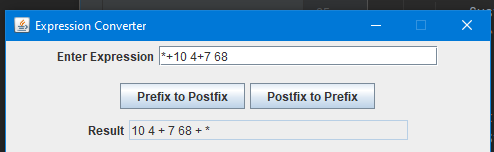 Expression Converter
Enter Expression *+10 4+7 68
Prefix to Postfix Postfix to Prefix
Result 10 4 + 7 68 + *